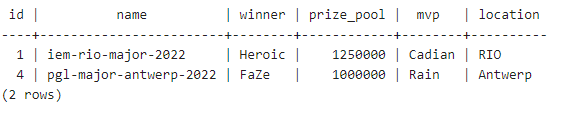 id |          name          | winner | prize_pool |  mvp   | location
----+------------------------+--------+------------+--------+----------
  1 | iem-rio-major-2022     | Heroic |    1250000 | Cadian | RIO
  4 | pgl-major-antwerp-2022 | FaZe   |    1000000 | Rain   | Antwerp
(2 rows)